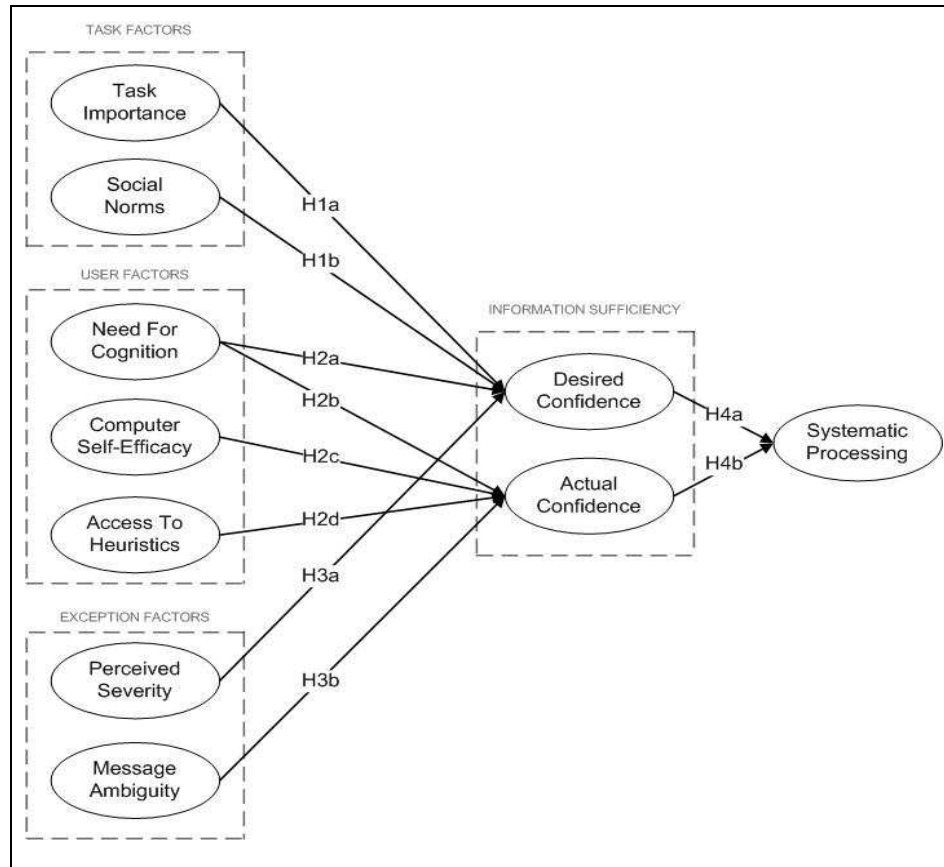 TASK FACTORS
Task
Importance
Social
Norms
H1a
H1b
USER FACTORS
Need For
Cognition
Computer
Self-Efficacy
Access To
Heuristics
H2a
H2b
H2c
H2d
H3a
H3b
EXCEPTION FACTORS
Perceived
Severity
Message
Ambiguity
INFORMATION SUFFICIENCY
Desired
Confidence
Actual
Confidence
H4a
H4b
Systematic
Processing